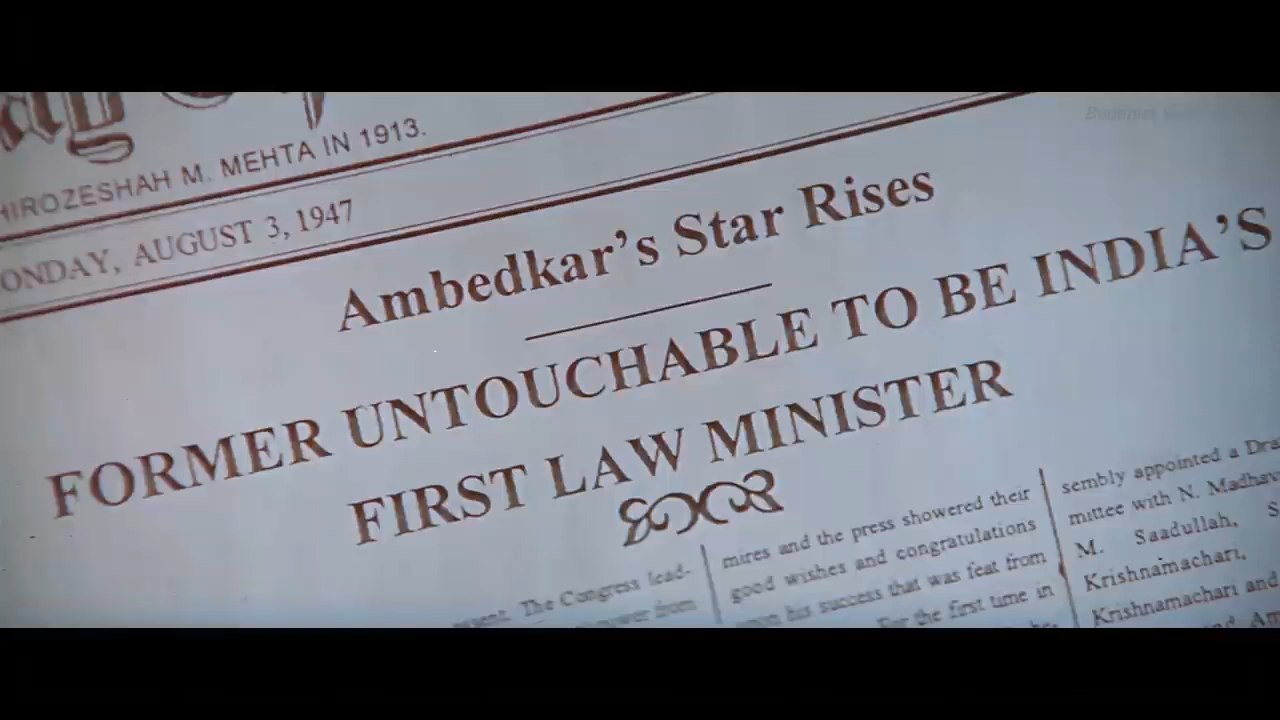 HIROZESHAH M. MEHTA IN 1913.
ONDAY, AUGUST 3, 1947
Ambedkar's Star Rises
FORMER UNTOUCHABLE TO BE INDIA'S
FIRST LAW MINISTER
The Congress lead-
mires and the press showered their
good wishes and congratulations
upon his success that was feat from
For the first time in
sembly appointed a Dra
mittee with N. Madhav
M. Saadullah, S
Krishnamachari,
Krishnamachari and